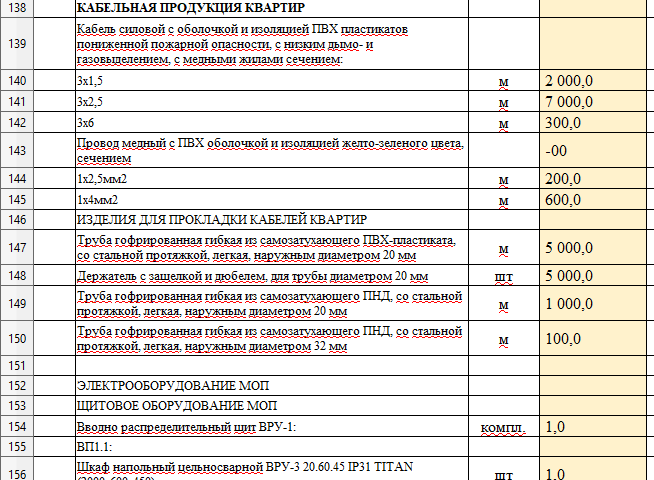 138 КАБЕЛЬНАЯ ПРОДУКЦИЯ КВАРТИР
Кабель силовой с оболочкой и изоляцией ПВХ пластикатов
139 пониженной пожарной опасности, с низким дымо- и
газовыделением, с медными жилами сечением:
140 3х1,5 м 2 000,0
141 3х2,5 м 7 000,0
142 3х6 м 300,0
Провод медный с ПВХ оболочкой и изоляцией желто-зеленого цвета,
143 сечением -00
144 1х2,5мм2 м 200,0
145 1х4мм2 м 600,0
146 ИЗДЕЛИЯ ДЛЯ ПРОКЛАДКИ КАБЕЛЕЙ КВАРТИР
Труба гофрированная гибкая из самозатухающего ПВХ-пластиката,
147 со стальной протяжкой, легкая, наружным диаметром 20 мм м 5 000,0
148 Держатель с защелкой и дюбелем, для трубы диаметром 20 мм шт 5 000,0
Труба гофрированная гибкая из самозатухающего ПНД, со стальной
149 протяжкой, легкая, наружным диаметром 20 мм м 1 000,0
Труба гофрированная гибкая из самозатухающего ПНД, со стальной
150 протяжкой, легкая, наружным диаметром 32 мм м 100,0
151
152 ЭЛЕКТРООБОРУДОВАНИЕ МОП
153 ЩИТОВОЕ ОБОРУДОВАНИЕ МОП
154 Вводно распределительный щит ВРУ-1: компл. 1,0
155 ВП1.1:
156 Шкаф напольный цельносварной ВРУ-3 20.60.45 IP31 TITAN шт 1,0